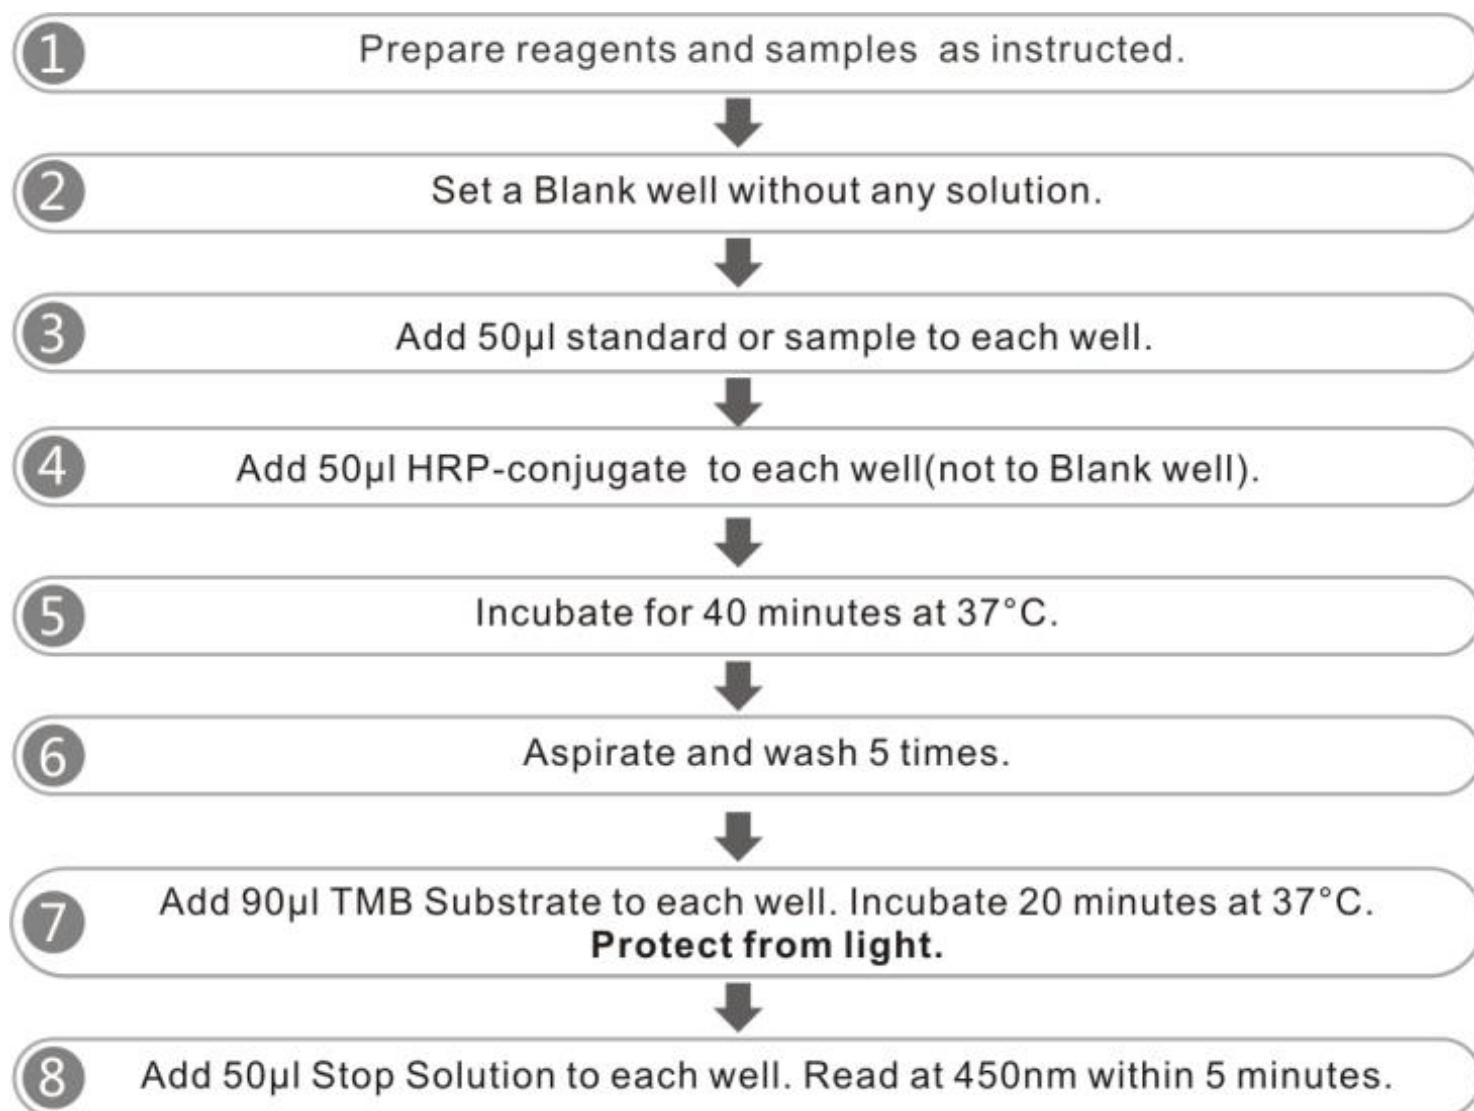 1 Prepare reagents and samples as instructed.
2 Set a Blank well without any solution.
3 Add 50µl standard or sample to each well.
4 Add 50µl HRP-conjugate to each well(not to Blank well).
5 Incubate for 40 minutes at 37°C.
6 Aspirate and wash 5 times.
7 Add 90µl TMB Substrate to each well. Incubate 20 minutes at 37°C.
Protect from light.
8 Add 50µl Stop Solution to each well. Read at 450nm within 5 minutes.